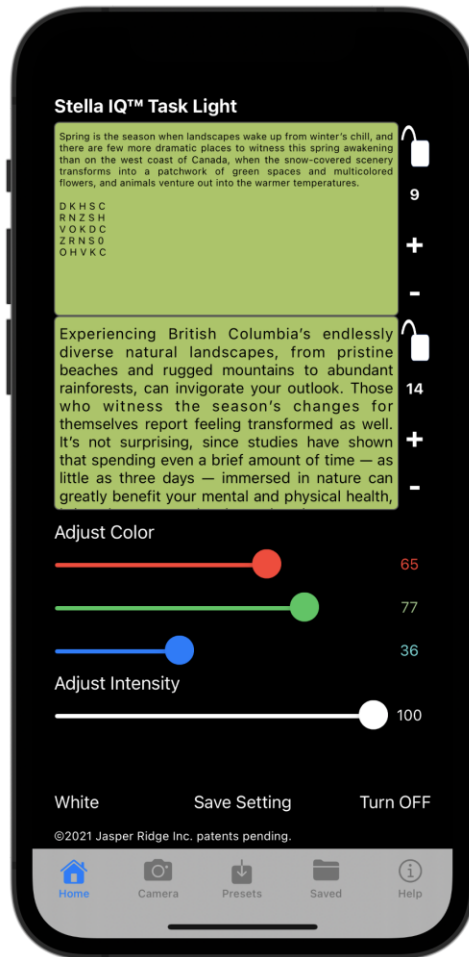 Stella IQ™ Task Light
Spring is the season when landscapes wake up from winter's chill, and
there are few more dramatic places to witness this spring awakening
than on the west coast of Canada, when the snow-covered scenery
transforms into a patchwork of green spaces and multicolored
flowers, and animals venture out into the warmer temperatures.
D K H S C
R N Z S H
V O K D C
Z R N S 0
O H V K C
9
+
-
Experiencing British Columbia's endlessly
diverse natural landscapes, from pristine
beaches and rugged mountains to abundant
rainforests, can invigorate your outlook. Those
who witness the season's changes for
themselves report feeling transformed as well.
It's not surprising, since studies have shown
that spending even a brief amount of time — as
little as three days — immersed in nature can
greatly benefit your mental and physical health,
14
+
-
Adjust Color
65
77
36
Adjust Intensity
100
White Save Setting Turn OFF
©2021 Jasper Ridge Inc. patents pending.
Home Camera Presets Saved Help